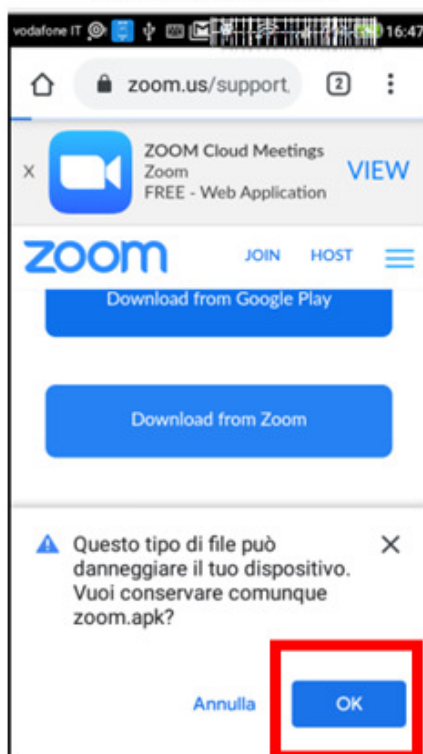 vodafone IT 16:47
zoom.us/support, 2
ZOOM Cloud Meetings
X Zoom VIEW
FREE - Web Application
zoom JOIN HOST
Download from Google Play
Download from Zoom
Questo tipo di file può
danneggiare il tuo dispositivo.
Vuoi conservare comunque
zoom.apk?
Annulla OK